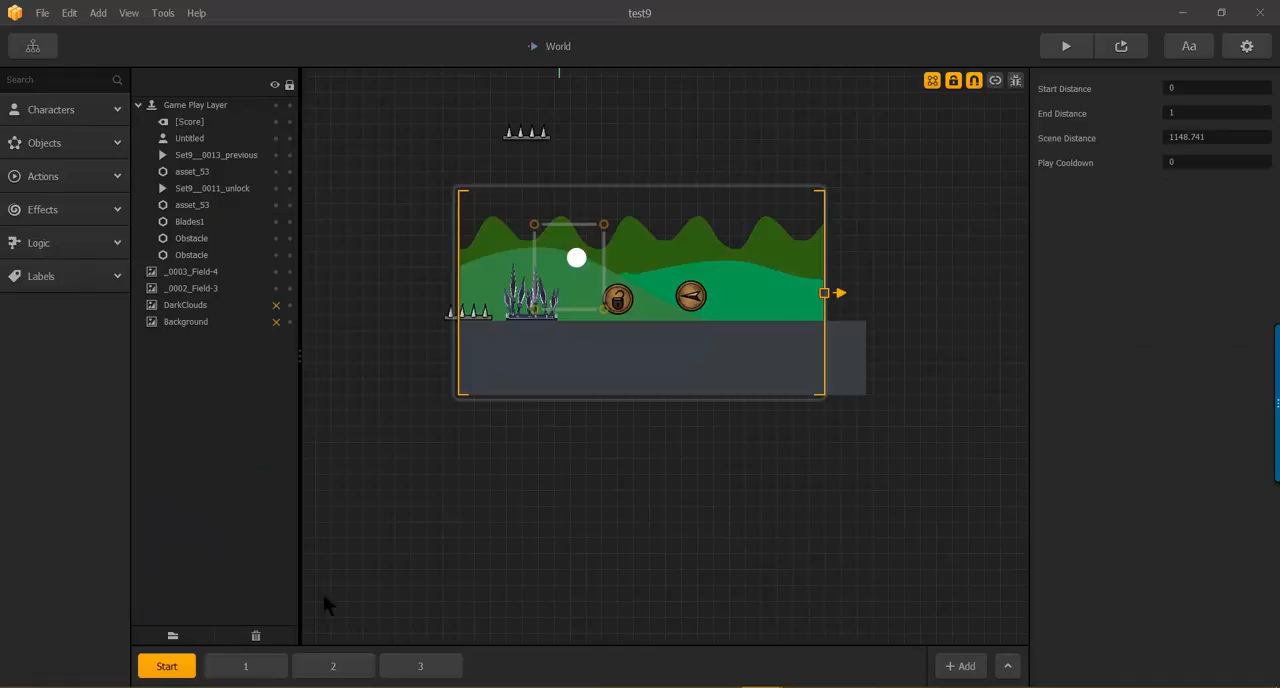 File Edit Add View Tools Help
test9
World
Aa
Search
Characters
Objects
Actions
Effects
Logic
Labels
Game Play Layer
[Score]
Untitled
Set9__0013_previous
asset_53
Set9__0011_unlock
asset_53
Blades1
Obstacle
Obstacle
_0003_Field-4
_0002_Field-3
DarkClouds
Background
Start Distance 0
End Distance 1
Scene Distance 1148.741
Play Cooldown 0
Start 1 2 3 + Add